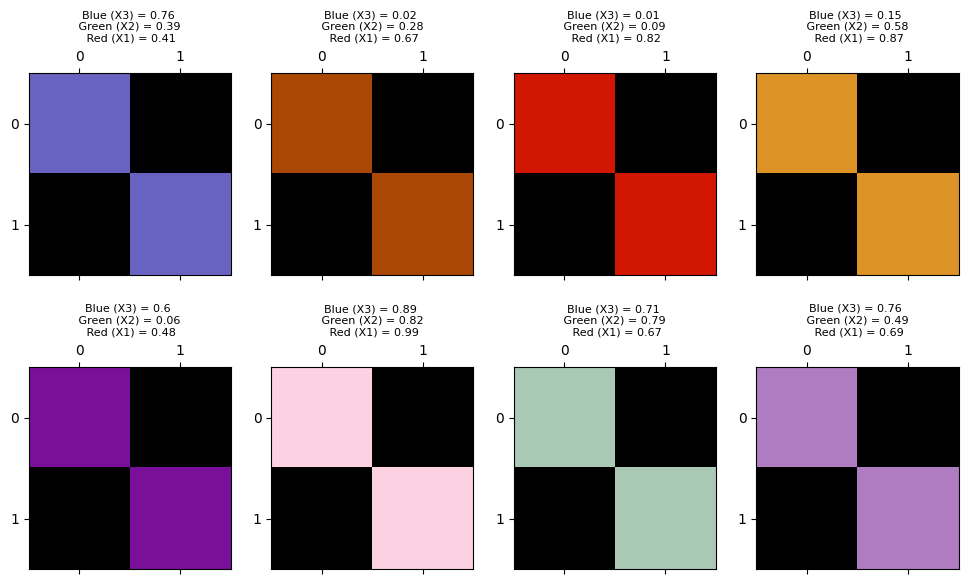 Blue (X3) = 0.76
Green (X2) = 0.39
Red (X1) = 0.41
0 1
0
1
Blue (X3) = 0.02
Green (X2) = 0.28
Red (X1) = 0.67
0 1
0
1
Blue (X3) = 0.01
Green (X2) = 0.09
Red (X1) = 0.82
0 1
0
1
Blue (X3) = 0.15
Green (X2) = 0.58
Red (X1) = 0.87
0 1
0
1
Blue (X3) = 0.6
Green (X2) = 0.06
Red (X1) = 0.48
0 1
0
1
Blue (X3) = 0.89
Green (X2) = 0.82
Red (X1) = 0.99
0 1
0
1
Blue (X3) = 0.71
Green (X2) = 0.79
Red (X1) = 0.67
0 1
0
1
Blue (X3) = 0.76
Green (X2) = 0.49
Red (X1) = 0.69
0 1
0
1